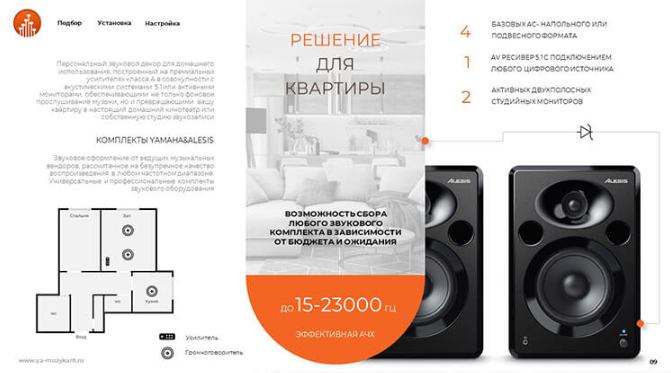 Подбор Установка Настройка
Персональный звуковой декор для домашнего
использования, построенный на премиальных
усилителях класса А в совокупности с
акустическими системами 5.1 или активными
мониторами, обеспечивающими не только фоновое
прослушивание музыки, но и превращающими вашу
квартиру в настоящий домашний кинотеатр или
собственную студию звукозаписи
КОМПЛЕКТЫ YAMAHA&ALESIS
Звуковое оформление от ведущих музыкальных
вендоров, рассчитанное на безупречное качество
воспроизведения в любом частотном диапазоне.
Универсальные и профессиональные комплекты
звукового оборудования
Спальня
Зал
WC
WC
Кухня
Вход
Усилитель
Громкоговоритель
www.ya-muzykant.ru
РЕШЕНИЕ
ДЛЯ
КВАРТИРЫ
ВОЗМОЖНОСТЬ СБОРА
ЛЮБОГО ЗВУКОВОГО
КОМПЛЕКТА В ЗАВИСИМОСТИ
ОТ БЮДЖЕТА И ОЖИДАНИЯ
ДО 15-23000 ГЦ
ЭФФЕКТИВНАЯ АЧХ
4 БАЗОВЫХ АС- НАПОЛЬНОГО ИЛИ
ПОДВЕСНОГО ФОРМАТА
1 AV РЕСИВЕР 5.1 С ПОДКЛЮЧЕНИЕМ
ЛЮБОГО ЦИФРОВОГО ИСТОЧНИКА
2 АКТИВНЫХ ДВУХПОЛОСНЫХ
СТУДИЙНЫХ МОНИТОРОВ
ALESIS
ALESIS
09